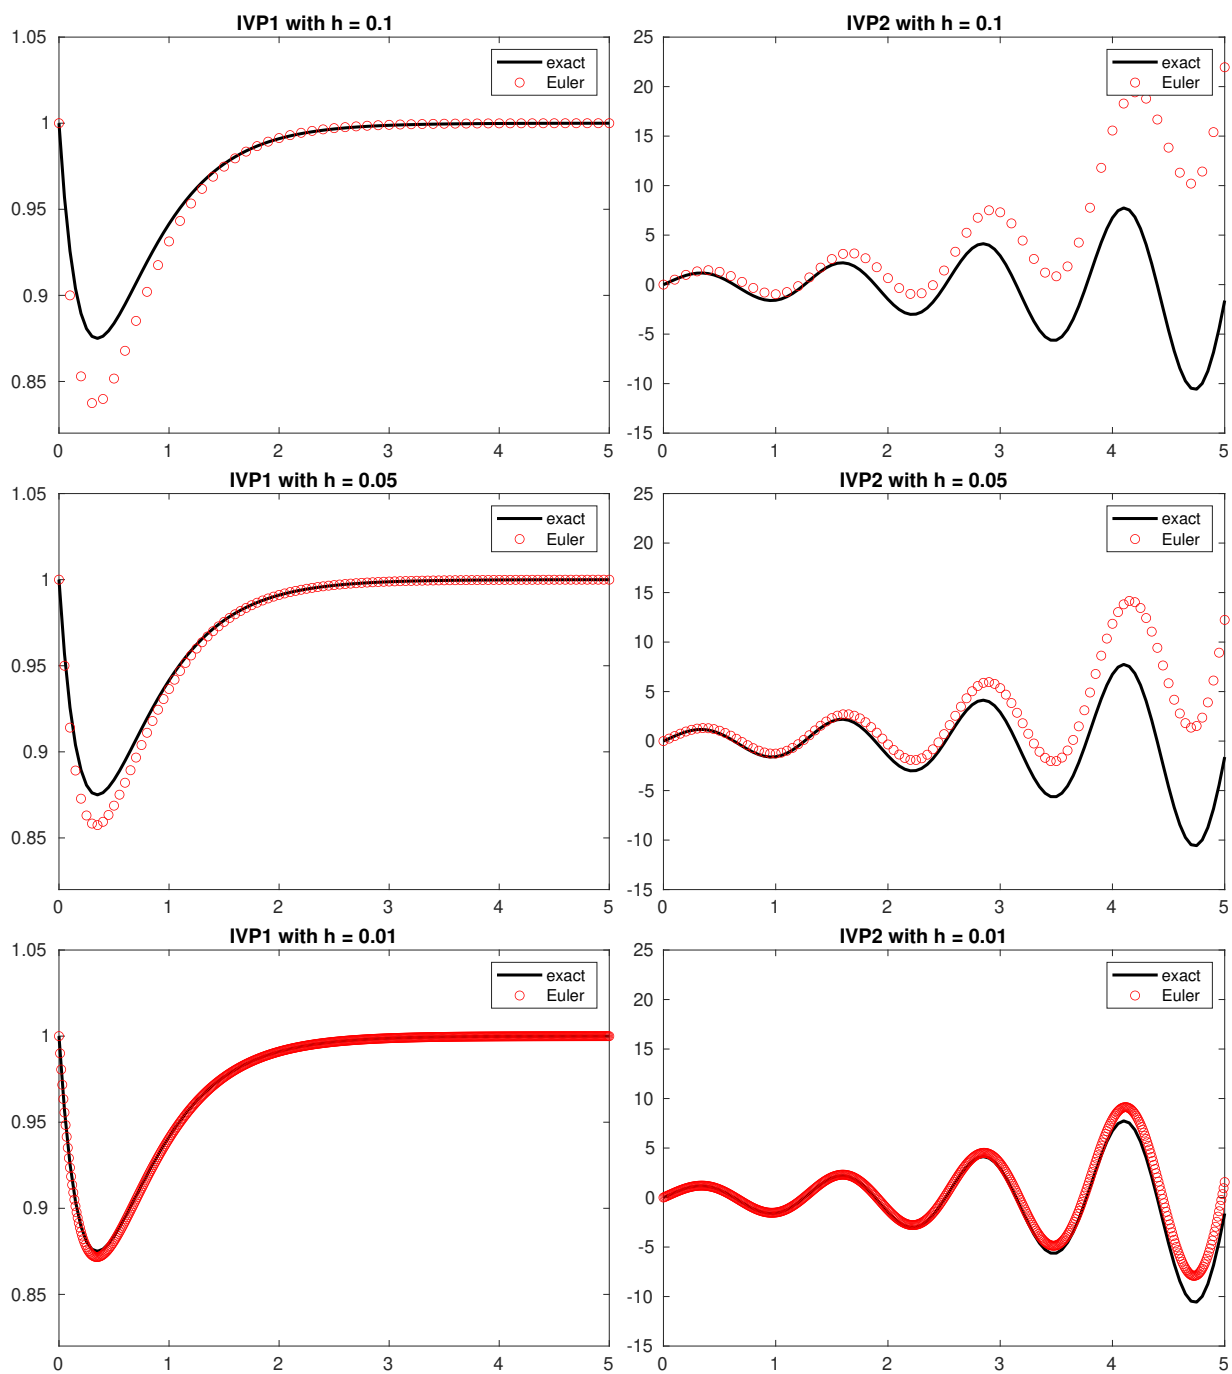 IVP1 with h = 0.1
1.05
1
0.95
0.9
0.85
0 1 2 3 4 5
exact
Euler
IVP2 with h = 0.1
25
20
15
10
5
0
-5
-10
-15
0 1 2 3 4 5
exact
Euler
IVP1 with h = 0.05
1.05
1
0.95
0.9
0.85
0 1 2 3 4 5
exact
Euler
IVP2 with h = 0.05
25
20
15
10
5
0
-5
-10
-15
0 1 2 3 4 5
exact
Euler
IVP1 with h = 0.01
1.05
1
0.95
0.9
0.85
0 1 2 3 4 5
exact
Euler
IVP2 with h = 0.01
25
20
15
10
5
0
-5
-10
-15
0 1 2 3 4 5
exact
Euler